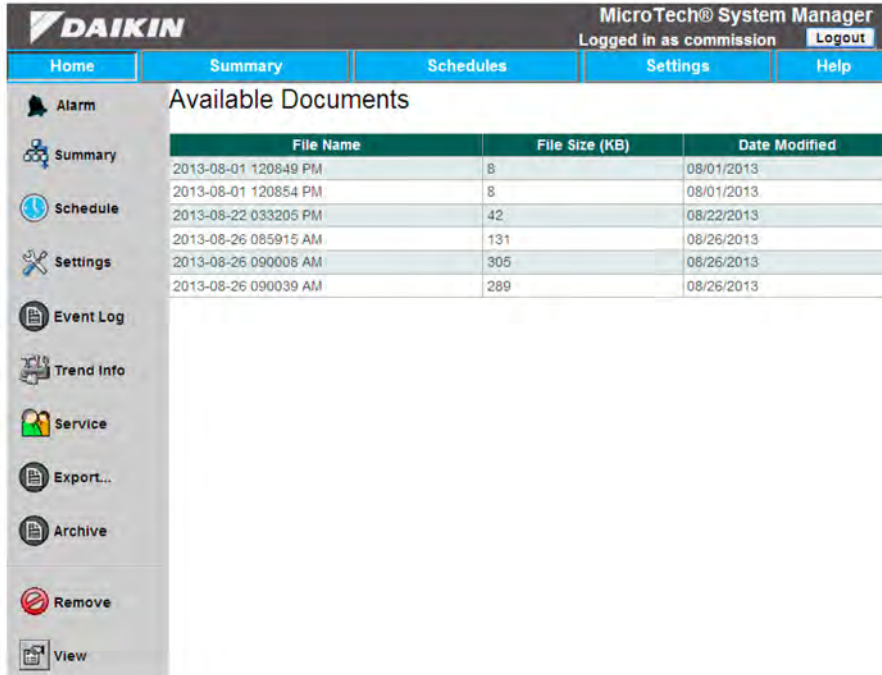 DAIKIN
MicroTech® System Manager
Logged in as commission Logout
Home Summary Schedules Settings Help
Alarm
Summary
Schedule
Settings
Event Log
Trend Info
Service
Export...
Archive
Remove
View
Available Documents
File Name File Size (KB) Date Modified
2013-08-01 120849 PM 8 08/01/2013
2013-08-01 120854 PM 8 08/01/2013
2013-08-22 033205 PM 42 08/22/2013
2013-08-26 085915 AM 131 08/26/2013
2013-08-26 090008 AM 305 08/26/2013
2013-08-26 090039 AM 289 08/26/2013